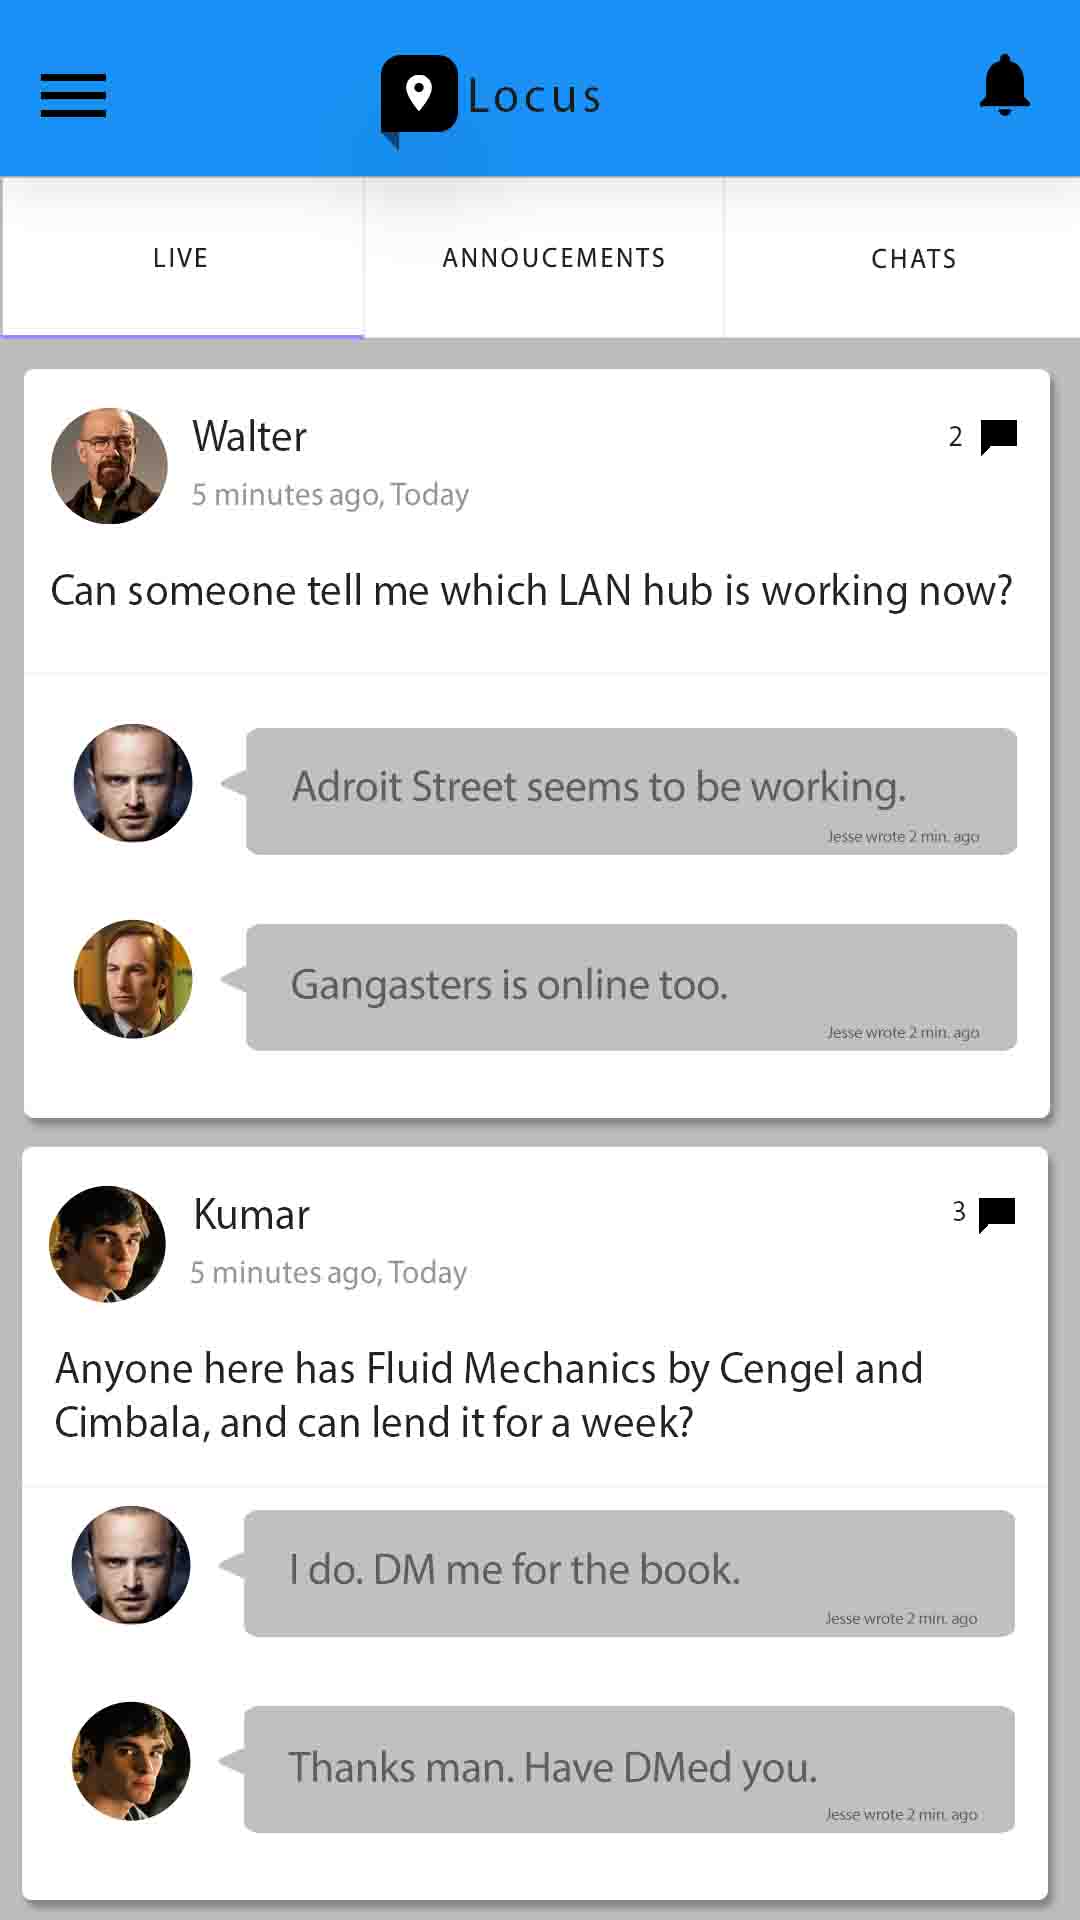 Locus
LIVE
ANNOUCEMENTS
CHATS
Walter
2
5 minutes ago, Today
Can someone tell me which LAN hub is working now?
Adroit Street seems to be working.
Jesse wrote 2 min. ago
Gangasters is online too.
Jesse wrote 2 min. ago
Kumar
3
5 minutes ago, Today
Anyone here has Fluid Mechanics by Cengel and
Cimbala, and can lend it for a week?
I do. DM me for the book.
Jesse wrote 2 min. ago
Thanks man. Have DMed you.
Jesse wrote 2 min. ago